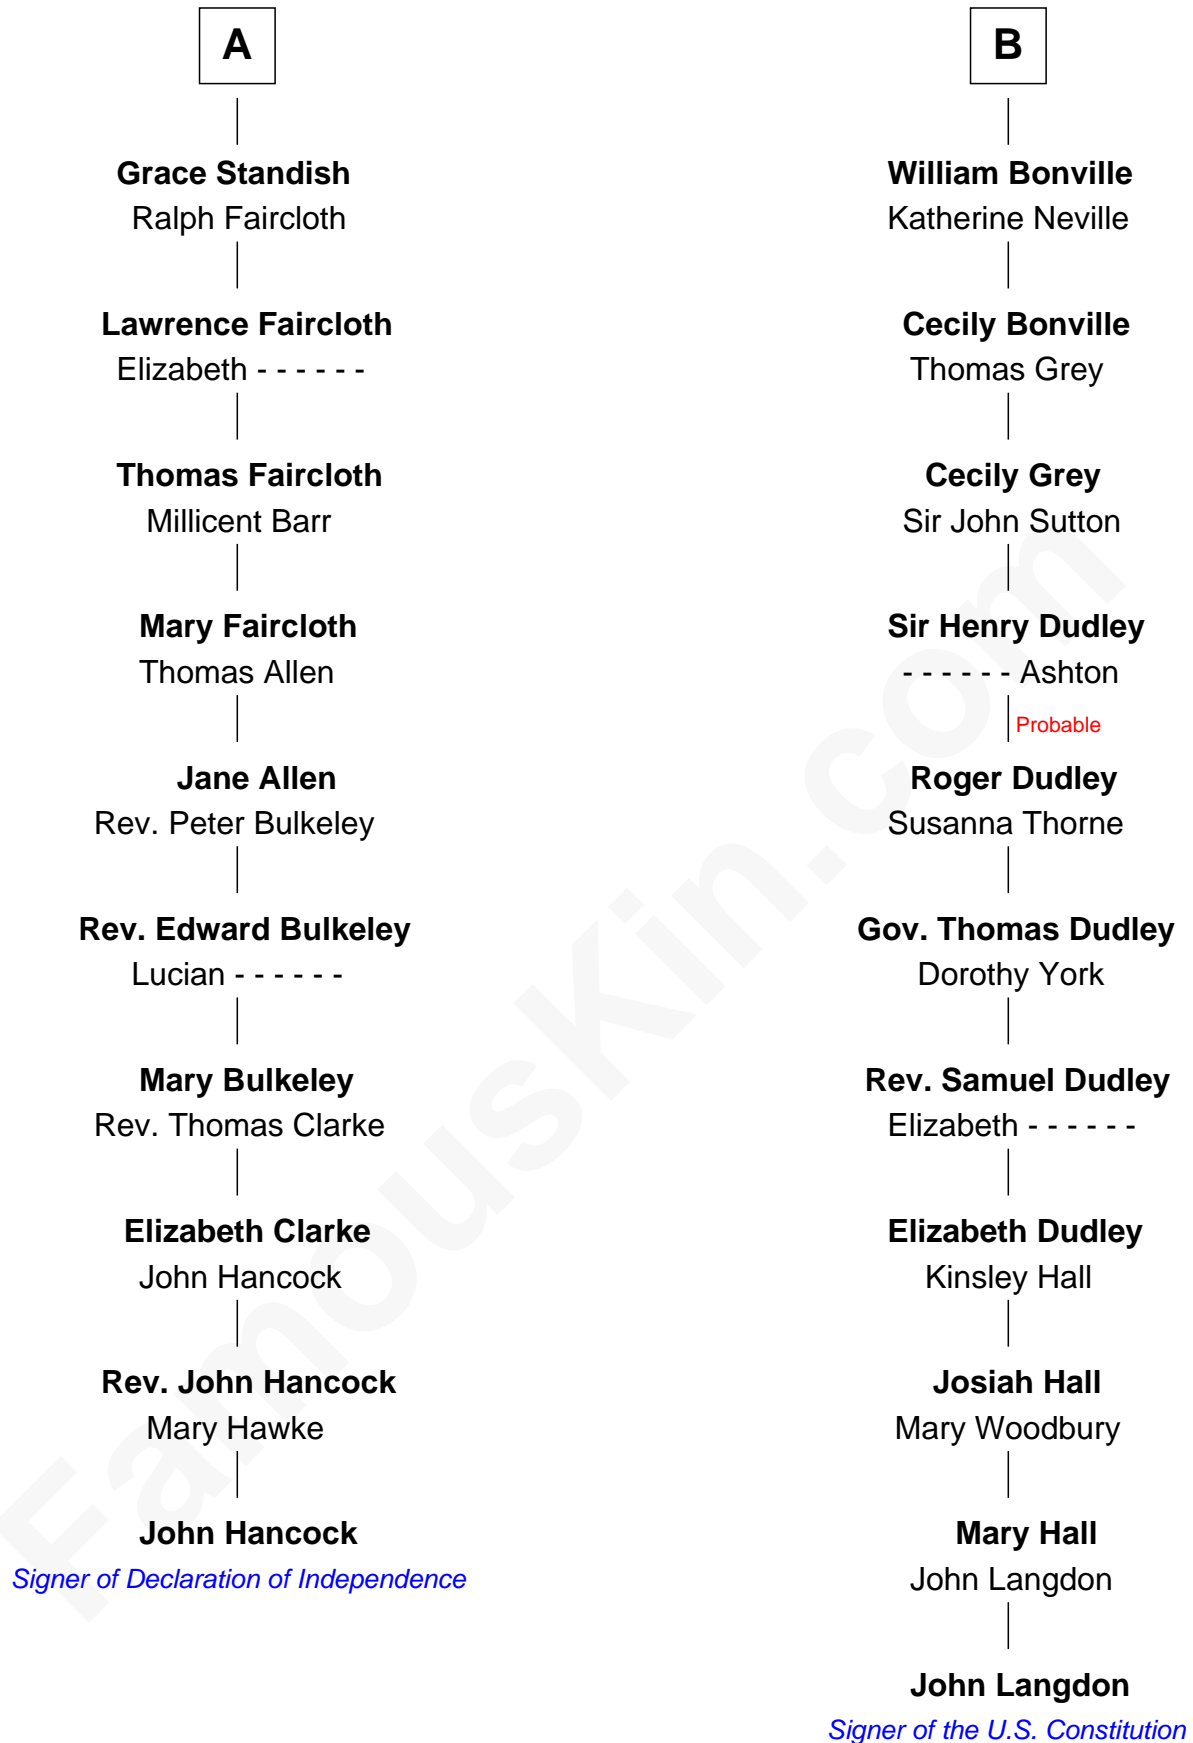 A
Grace Standish
Ralph Faircloth
Lawrence Faircloth
Elizabeth - - - - - -
Thomas Faircloth
Millicent Barr
Mary Faircloth
Thomas Allen
Jane Allen
Rev. Peter Bulkeley
Rev. Edward Bulkeley
Lucian - - - - - -
Mary Bulkeley
Rev. Thomas Clarke
Elizabeth Clarke
John Hancock
Rev. John Hancock
Mary Hawke
John Hancock
Signer of Declaration of Independence
B
William Bonville
Katherine Neville
Cecily Bonville
Thomas Grey
Cecily Grey
Sir John Sutton
Sir Henry Dudley
- - - - - - Ashton
Probable
Roger Dudley
Susanna Thorne
Gov. Thomas Dudley
Dorothy York
Rev. Samuel Dudley
Elizabeth - - - - - -
Elizabeth Dudley
Kinsley Hall
Josiah Hall
Mary Woodbury
Mary Hall
John Langdon
John Langdon
Signer of the U.S. Constitution
FamousKin.com